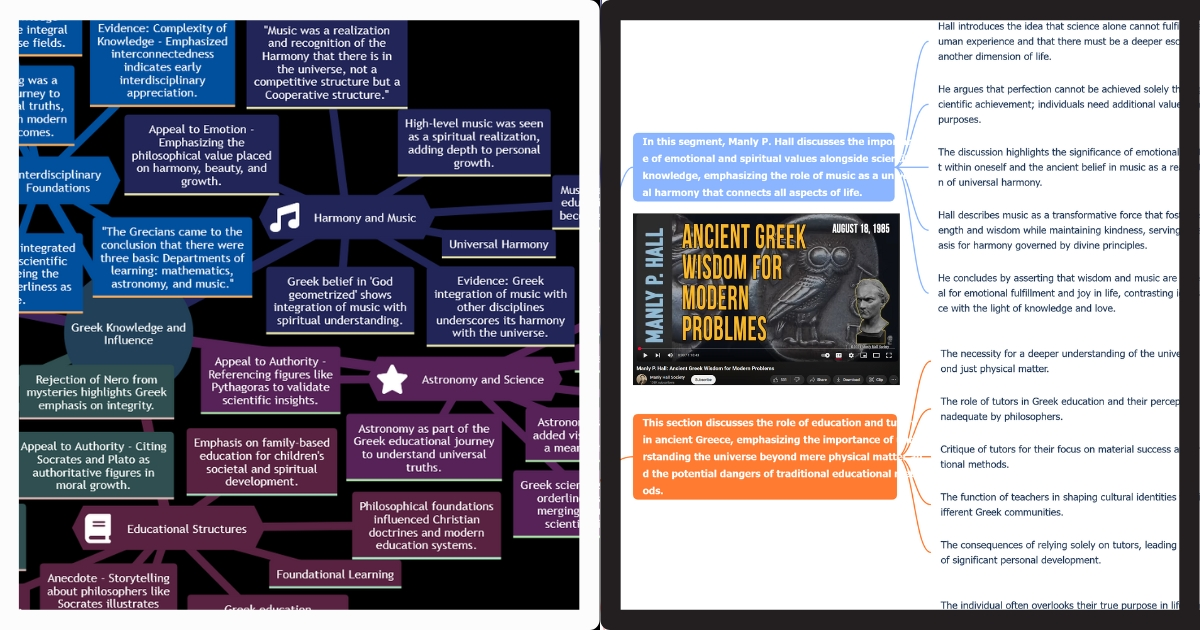 e integral
se fields.
Evidence: Complexity of
Knowledge - Emphasized
interconnectedness
indicates early
interdisciplinary
appreciation.
"Music was a realization
and recognition of the
Harmony that there is in
the universe, not a
competitive structure but a
Cooperative structure."
g was a
urney to
al truths,
n modern
comes.
Appeal to Emotion -
Emphasizing the
philosophical value placed
on harmony, beauty, and
growth.
High-level music was seen
as a spiritual realization,
adding depth to personal
growth.
nterdisciplinary
Foundations
Harmony and Music
Mus
edu
bec
"The Grecians came to the
conclusion that there were
three basic Departments of
learning: mathematics,
astronomy, and music."
Universal Harmony
integrated
scientific
eing the
erliness as
e.
Greek belief in 'God
geometrized' shows
integration of music with
spiritual understanding.
Evidence: Greek
integration of music with
other disciplines
underscores its harmony
with the universe.
Greek Knowledge and
Influence
Appeal to Authority -
Referencing figures like
Pythagoras to validate
scientific insights.
Astronomy and Science
Rejection of Nero from
mysteries highlights Greek
emphasis on integrity.
Astronomy as part of the
Greek educational journey
to understand universal
truths.
Astrono
added vis
a mean
Appeal to Authority - Citing
Socrates and Plato as
authoritative figures in
moral growth.
Emphasis on family-based
education for children's
societal and spiritual
development.
Greek scien
orderlin
merging
scienti
Philosophical foundations
influenced Christian
doctrines and modern
education systems.
Educational Structures
Foundational Learning
Anecdote - Storytelling
about philosophers like
Socrates illustrates
Greek education
In this segment, Manly P. Hall discusses the impor
e of emotional and spiritual values alongside scien
knowledge, emphasizing the role of music as a un
al harmony that connects all aspects of life.
MANLY P. HALL
ANCIENT GREEK
WISDOM FOR
MODERN
PROBLMES
AUGUST 18, 1985
Manly P. Hall: Ancient Greek Wisdom for Modern Problems
Manly Hall Society
Subscribe
Share
Download
Clip
This section discusses the role of education and tu
in ancient Greece, emphasizing the importance of
rstanding the universe beyond mere physical matt
d the potential dangers of traditional educational
ods.
Hall introduces the idea that science alone cannot fulfi
uman experience and that there must be a deeper esc
another dimension of life.
He argues that perfection cannot be achieved solely th
cientific achievement; individuals need additional value
purposes.
The discussion highlights the significance of emotional
t within oneself and the ancient belief in music as a re
n of universal harmony.
Hall describes music as a transformative force that fos
ength and wisdom while maintaining kindness, serving
asis for harmony governed by divine principles.
He concludes by asserting that wisdom and music are
al for emotional fulfillment and joy in life, contrasting i
ce with the light of knowledge and love.
The necessity for a deeper understanding of the unive
ond just physical matter.
The role of tutors in Greek education and their percep
nadequate by philosophers.
Critique of tutors for their focus on material success a
tional methods.
The function of teachers in shaping cultural identities
ifferent Greek communities.
The consequences of relying solely on tutors, leading
of significant personal development.
The individual often overlooks their true purpose in lif